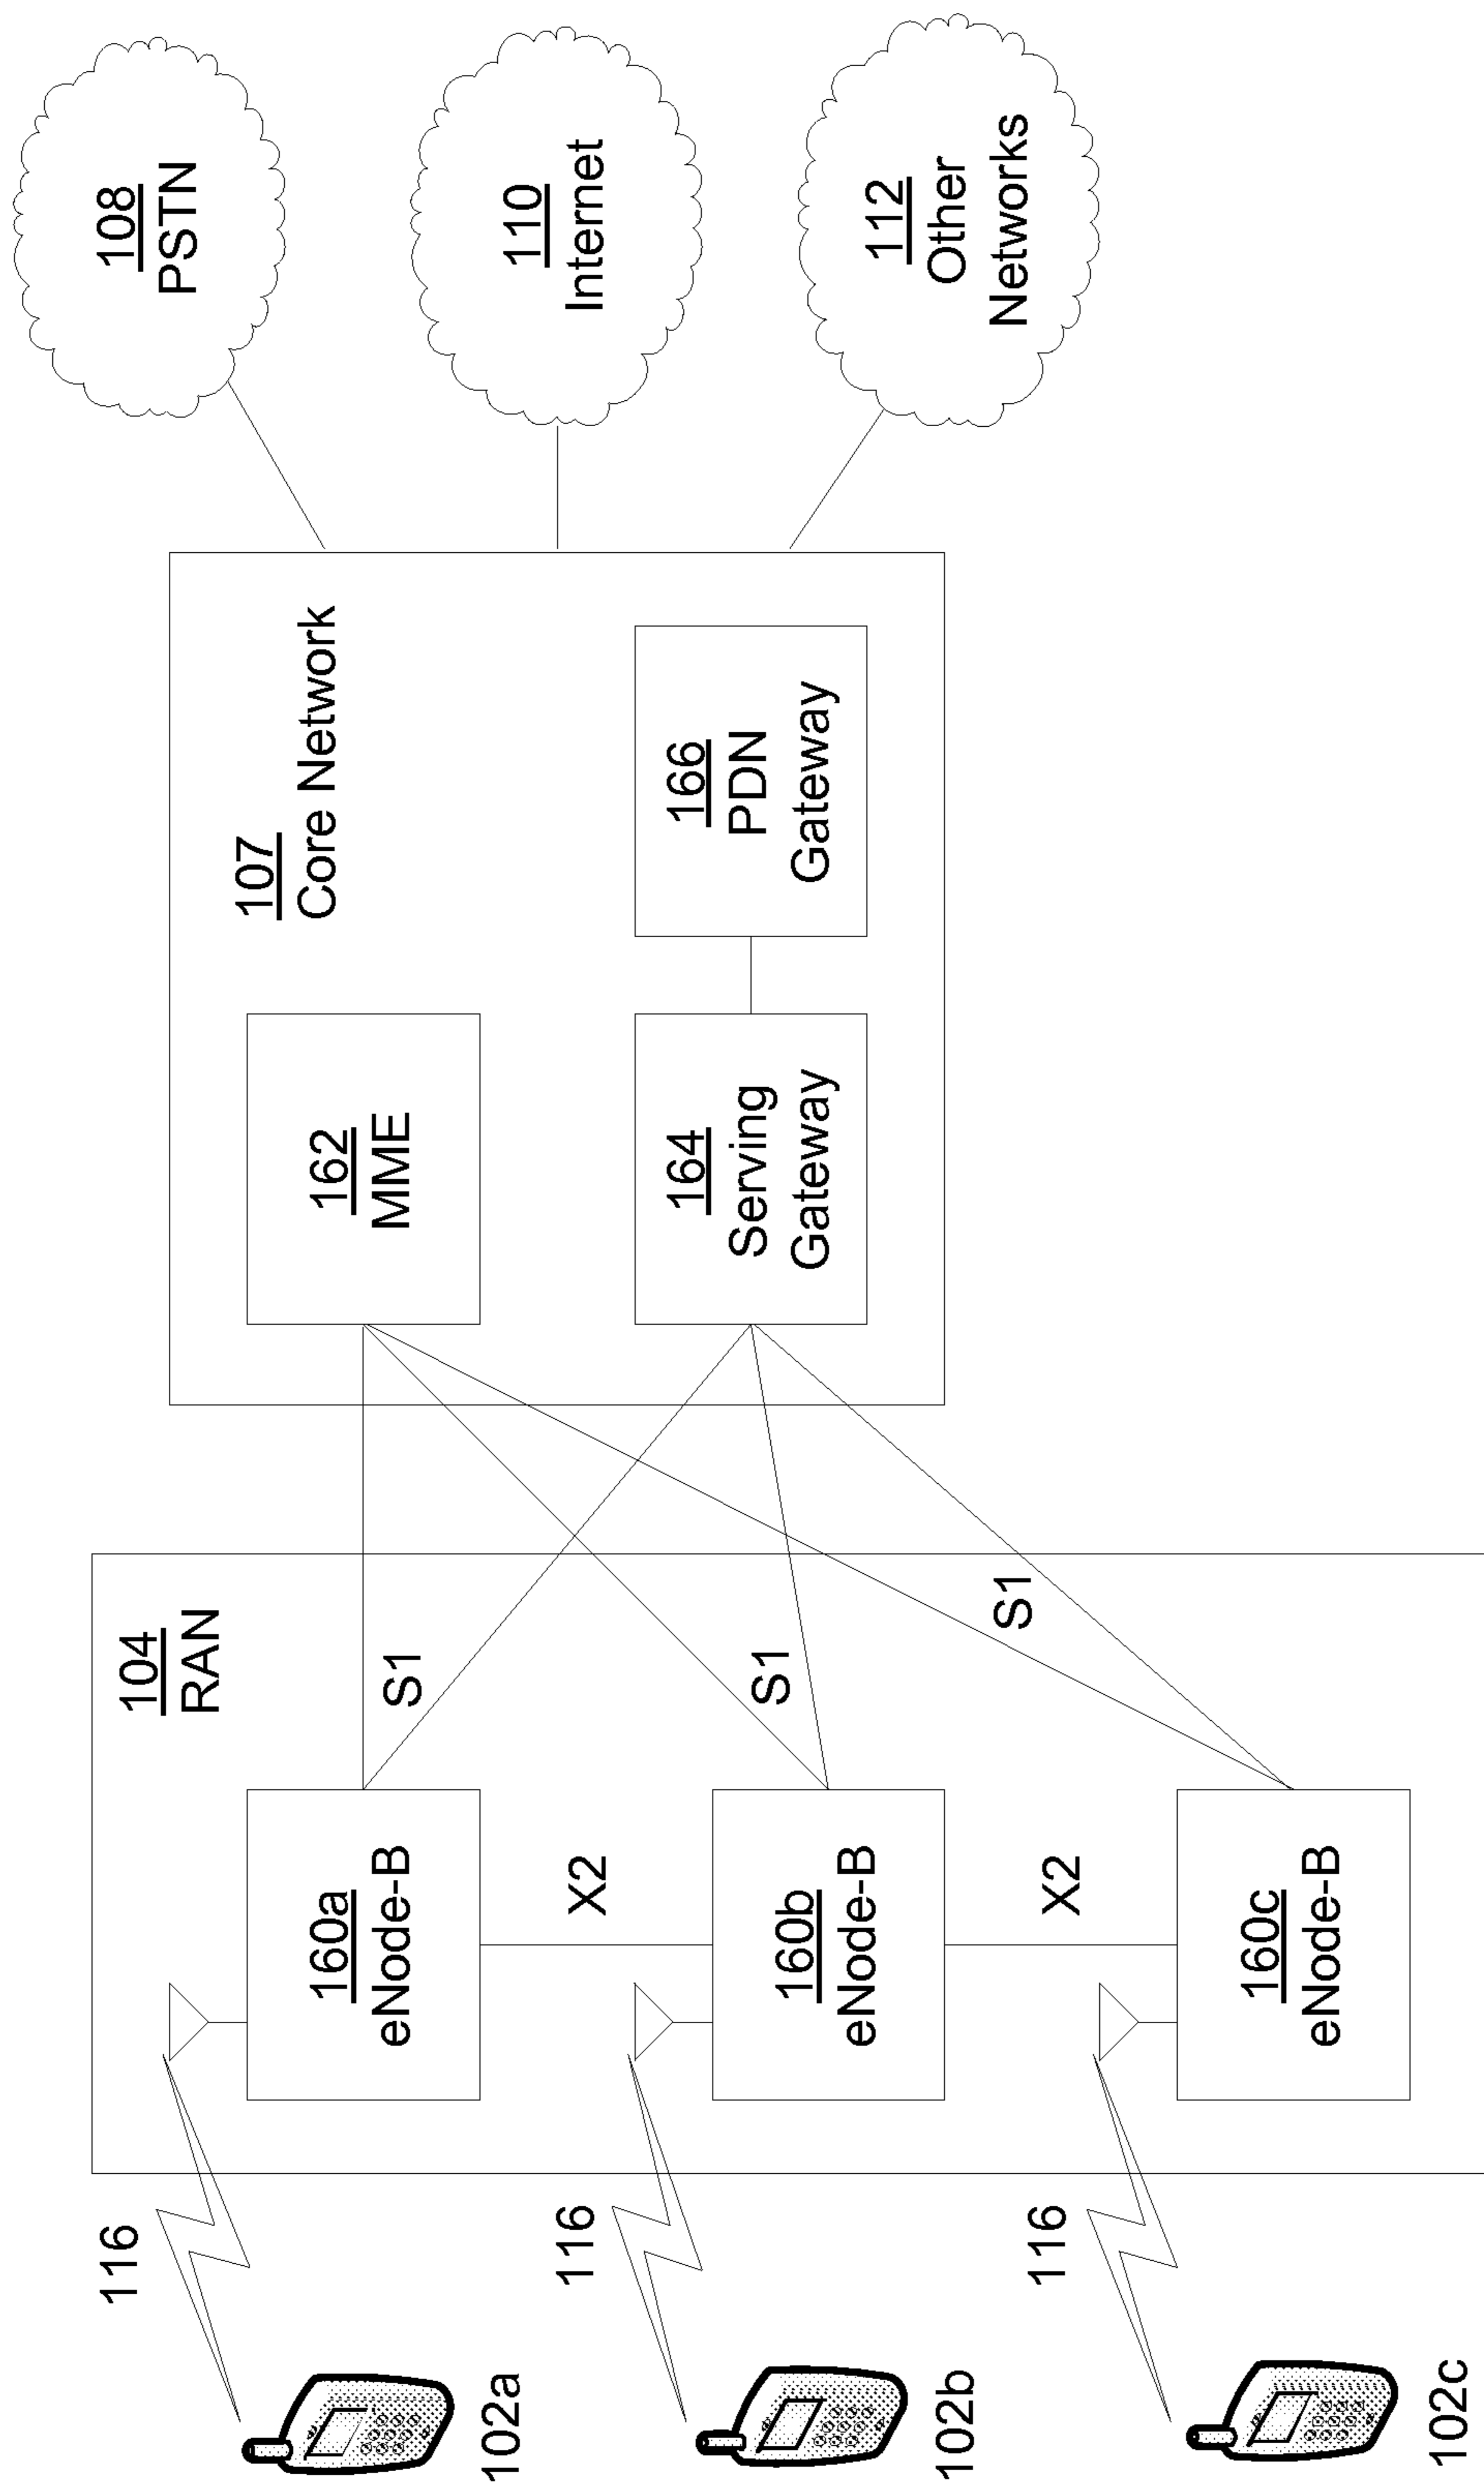 116
102a
116
102b
116
102c
104
RAN
160a
eNode-B
X2
160b
eNode-B
X2
160c
eNode-B
S1
S1
S1
107
Core Network
162
MME
164
Serving
Gateway
166
PDN
Gateway
108
PSTN
110
Internet
112
Other
Networks